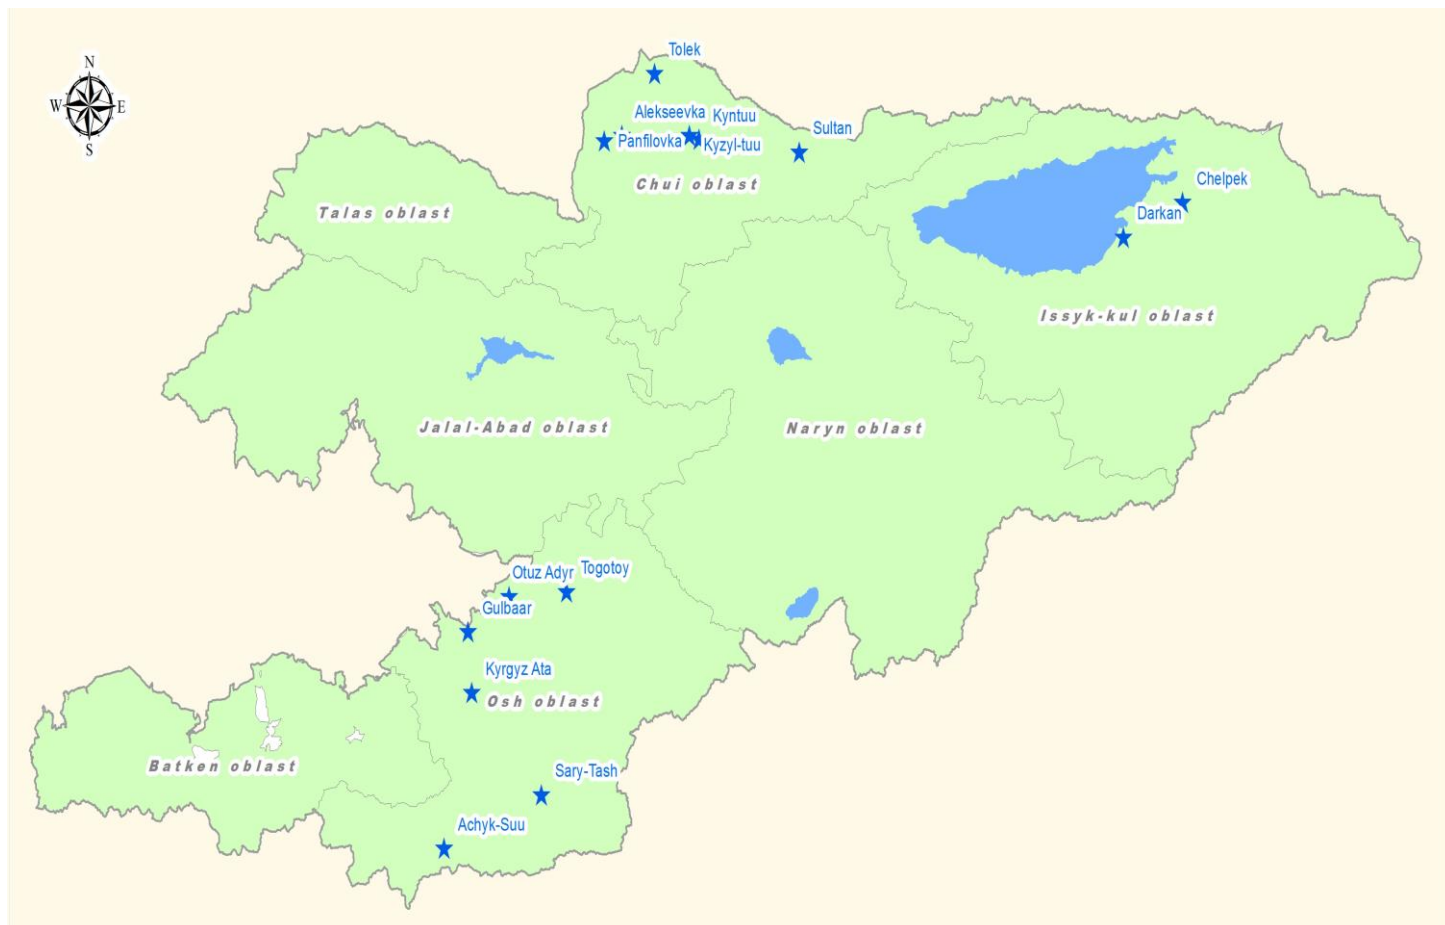 Tolek
N
W
E
S
Alekseevka
Kyntuu
Sultan
Panfilovka
Kyzyl-tuu
Chui oblast
Chelpek
Talas oblast
Darkan
Issyk-kul oblast
Jalal-Abad oblast
Naryn oblast
Otuz Adyr
Togotoy
Gulbaar
Kyrgyz Ata
Osh oblast
Batken oblast
Sary-Tash
Achyk-Suu